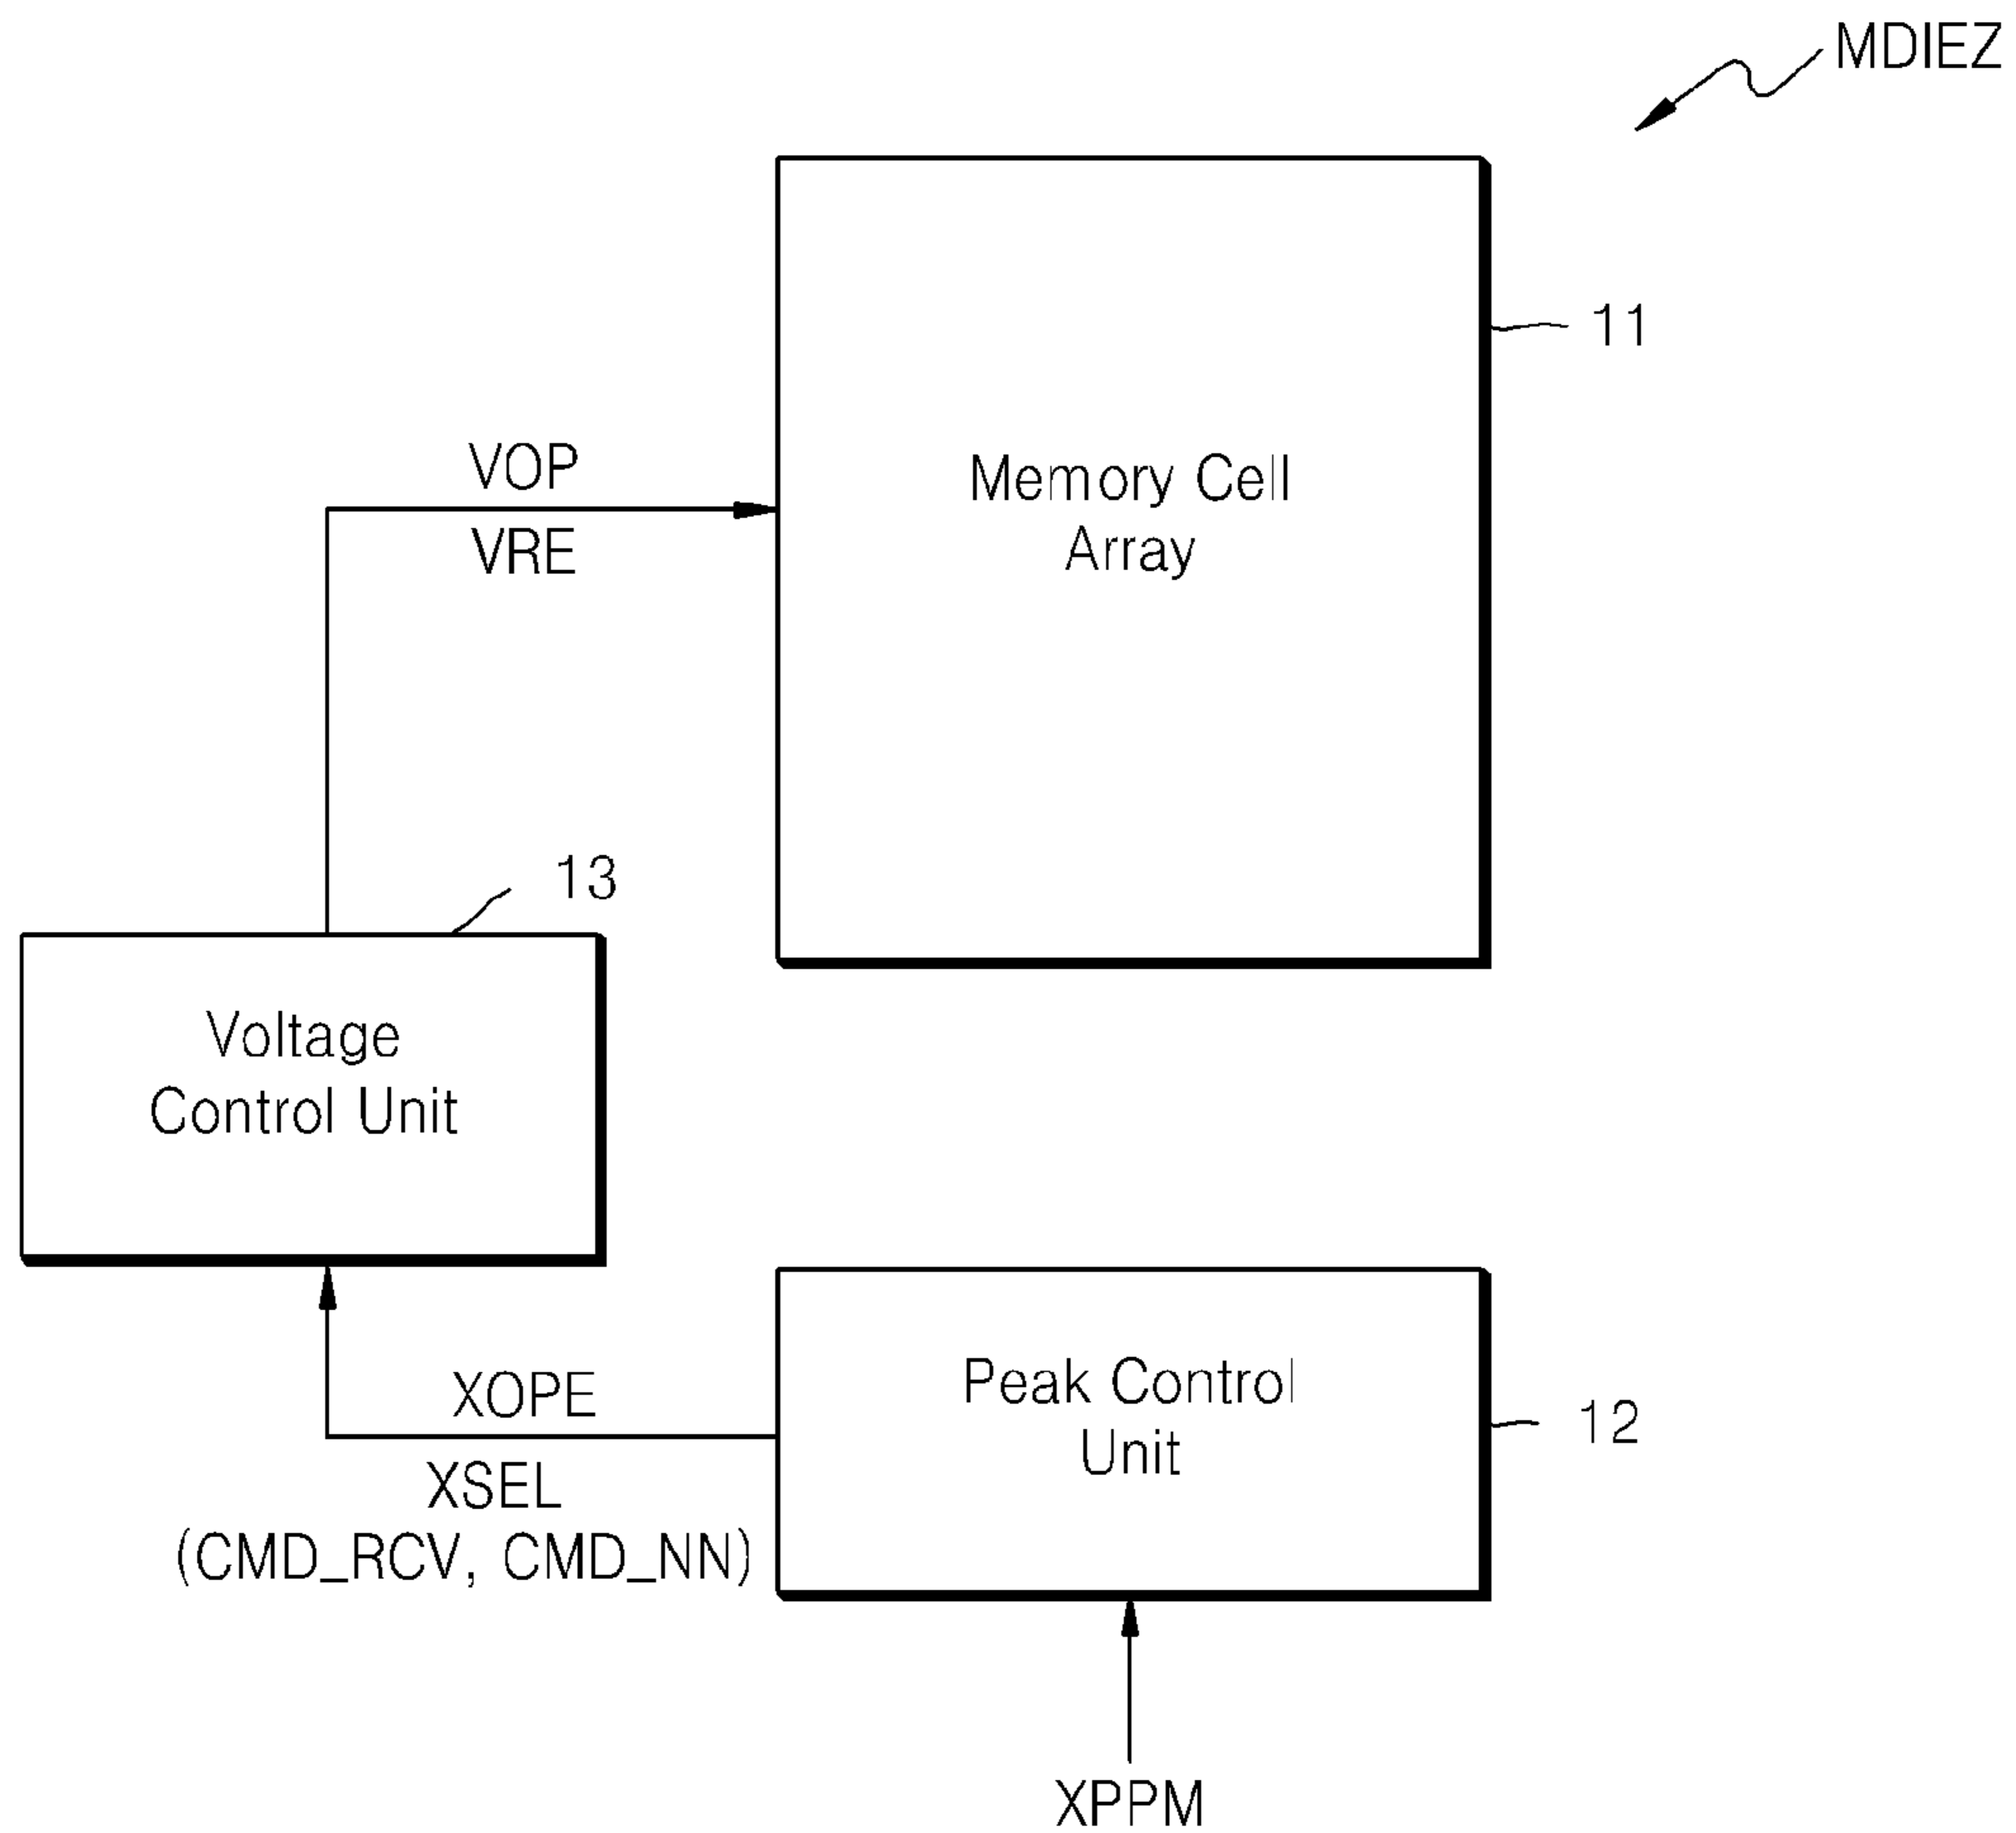 MDIEZ
11
VOP
VRE
Memory Cell
Array
13
Voltage
Control Unit
XOPE
XSEL
(CMD_RCV, CMD_NN)
Peak Control
Unit
12
XPPM